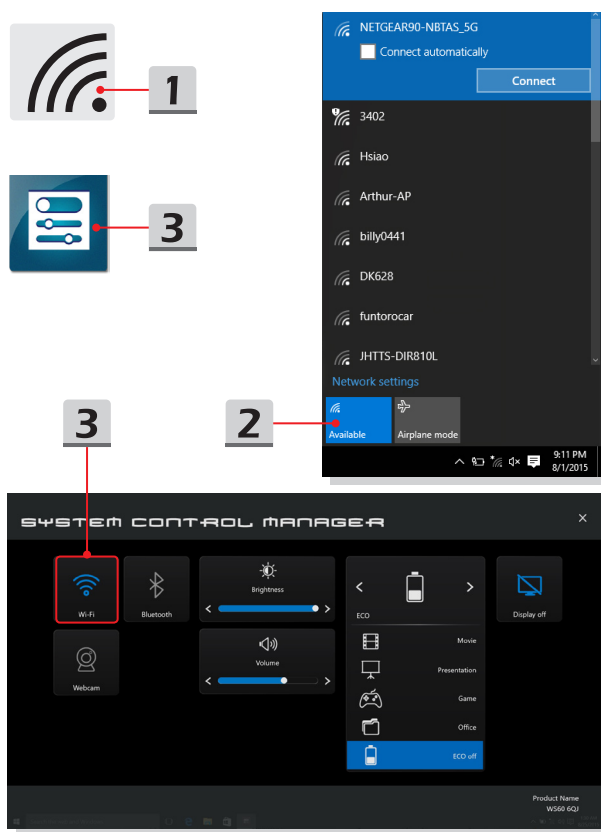 1
3
NETGEAR90-NBTAS_5G
Connect automatically
Connect
3402
Hsiao
Arthur-AP
billy0441
DK628
funtorocar
JHTTS-DIR810L
Network settings
Available
Airplane mode
9:11 PM
8/1/2015
3
2
SYSTEM CONTROL MANAGER
Wi-Fi
Bluetooth
Webcam
Brightness
Volume
ECO
Movie
Presentation
Game
Office
ECO off
Display off
Product Name
WS60 6QJ